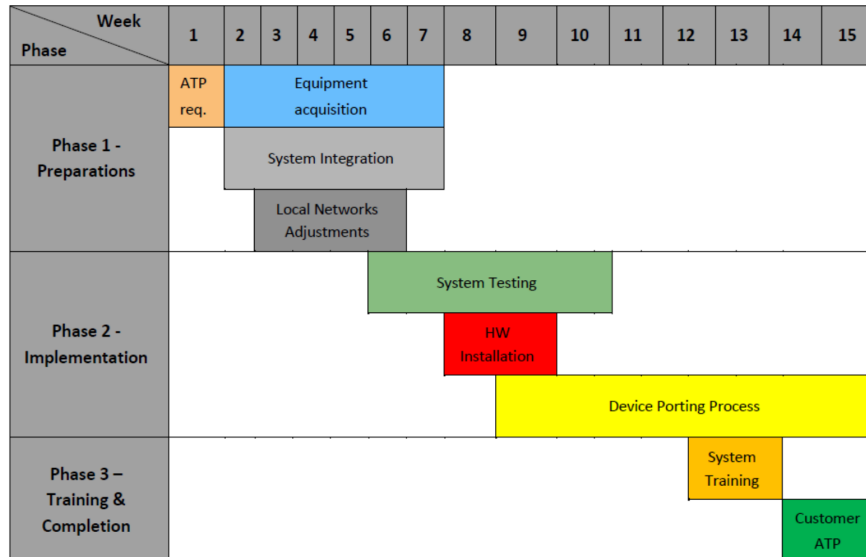 Week
Phase
1 2 3 4 5 6 7 8 9 10 11 12 13 14 15
ATP
req.
Equipment
acquisition
Phase 1 -
Preparations
System Integration
Local Networks
Adjustments
System Testing
Phase 2 -
Implementation
HW
Installation
Device Porting Process
Phase 3 –
Training &
Completion
System
Training
Customer
ATP